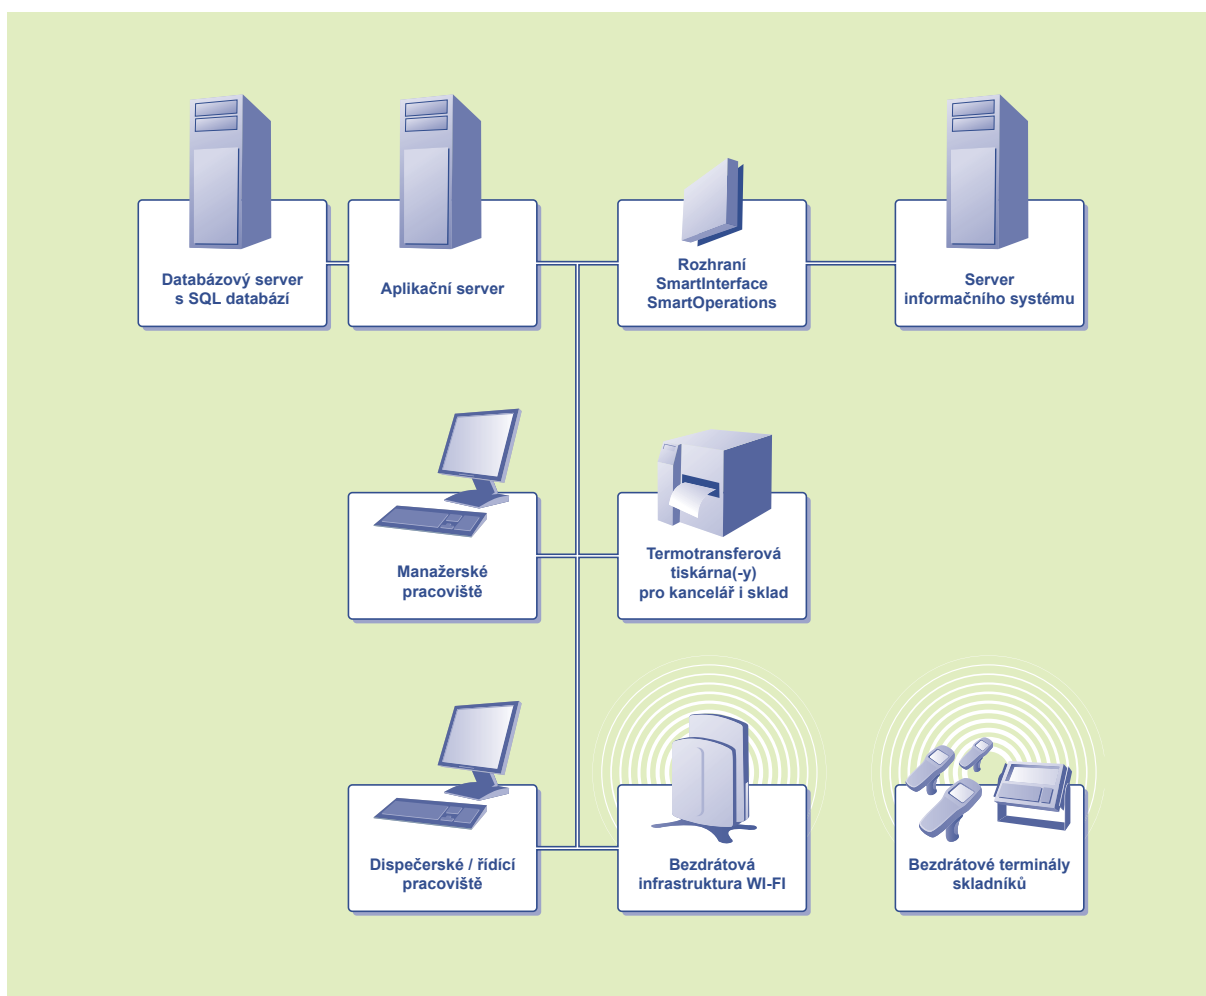 Databázový server
s SQL databází
Aplikační server
Rozhraní
SmartInterface
SmartOperations
Server
informačního systému
Manažerské
pracoviště
Termotransferová
tiskárna(-y)
pro kancelář i sklad
Dispečerské / řídící
pracoviště
Bezdrátová
infrastruktura WI-FI
Bezdrátové terminály
skladníků